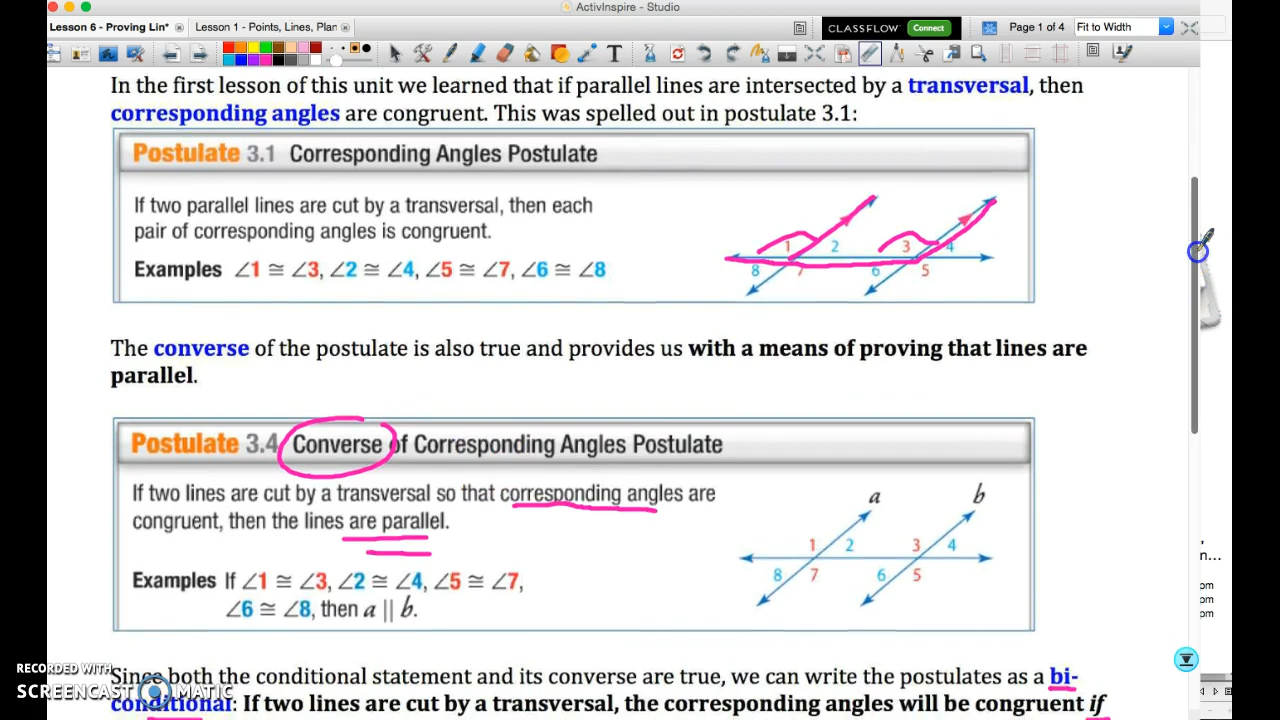 ActivInspire - Studio
Lesson 6 - Proving Lin* Lesson 1 - Points, Lines, Plan
CLASSFLOW Connect Page 1 of 4 Fit to Width
T
In the first lesson of this unit we learned that if parallel lines are intersected by a transversal, then
corresponding angles are congruent. This was spelled out in postulate 3.1:
Postulate 3.1 Corresponding Angles Postulate
If two parallel lines are cut by a transversal, then each
pair of corresponding angles is congruent.
Examples ∠1 ≅ ∠3, ∠2 ≅ ∠4, ∠5 ≅ ∠7, ∠6 ≅ ∠8
1 2 3 4
8 7 6 5
The converse of the postulate is also true and provides us with a means of proving that lines are
parallel.
Postulate 3.4 Converse of Corresponding Angles Postulate
If two lines are cut by a transversal so that corresponding angles are
congruent, then the lines are parallel.
Examples If ∠1 ≅ ∠3, ∠2 ≅ ∠4, ∠5 ≅ ∠7,
∠6 ≅ ∠8, then a || b.
a b
1 2 3 4
8 7 6 5
n...
pm
pm
pm
Since both the conditional statement and its converse are true, we can write the postulates as a bi-
conditional: If two lines are cut by a transversal, the corresponding angles will be congruent if
RECORDED WITH
SCREENCAST MATIC